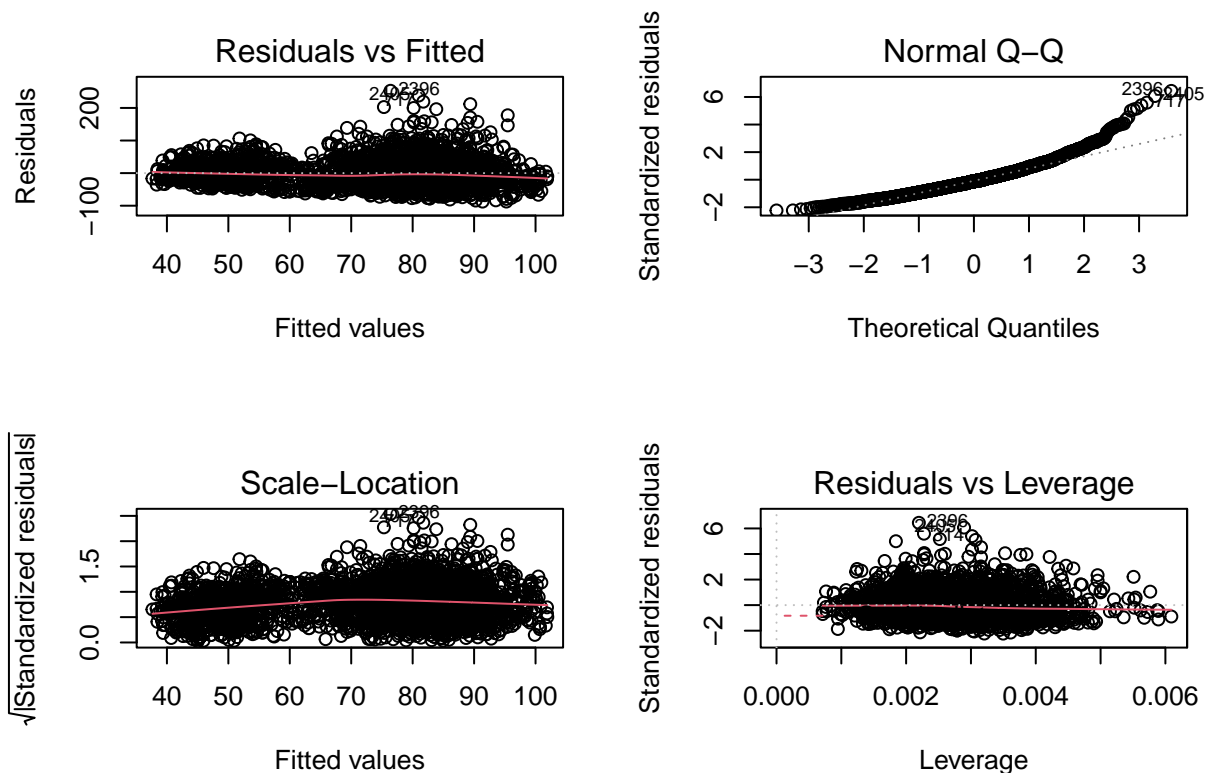 Residuals vs Fitted
Residuals
200
−100
40 50 60 70 80 90 100
Fitted values
2396
Normal Q−Q
Standardized residuals
6
2
−2
−3 −2 −1 0 1 2 3
Theoretical Quantiles
2396
Scale−Location
√|Standardized residuals|
1.5
0.0
40 50 60 70 80 90 100
Fitted values
2396
Residuals vs Leverage
Standardized residuals
6
2
−2
0.000 0.002 0.004 0.006
Leverage
2396